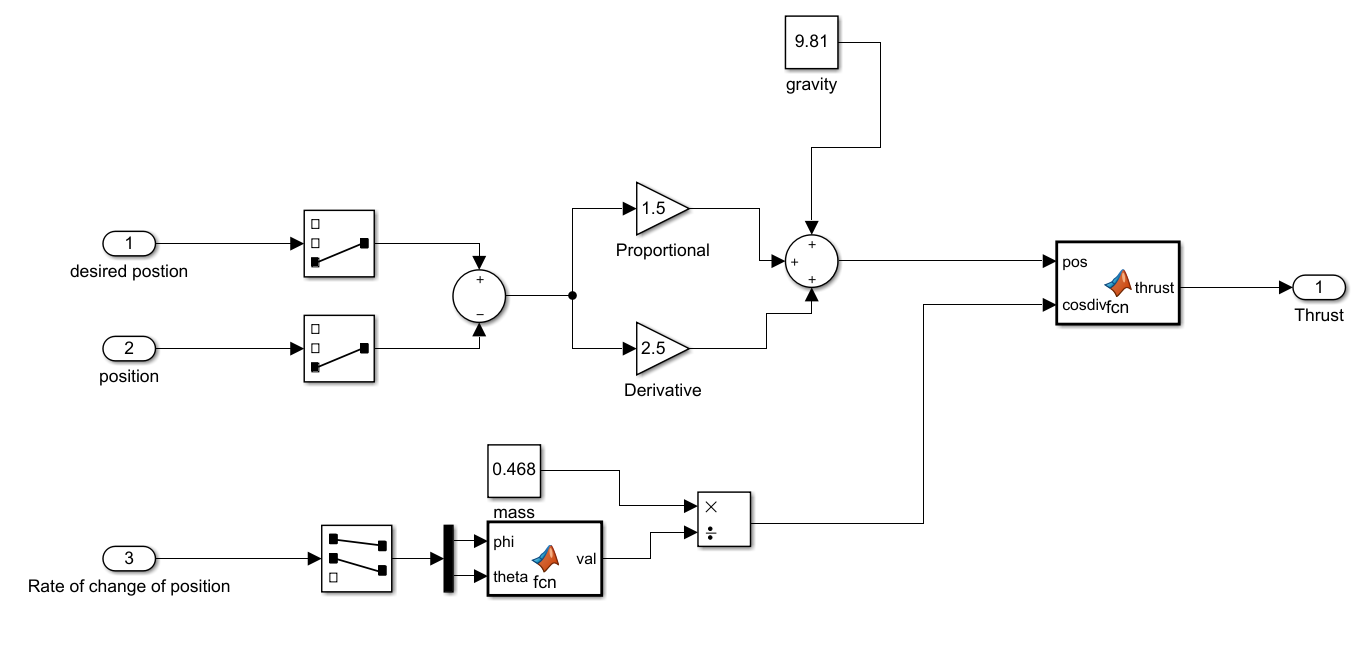 9.81
gravity
1
desired postion
1.5
Proportional
+
+
+
+
−
pos
cosdiv
thrust
fcn
1
Thrust
2
position
2.5
Derivative
0.468
mass
×
÷
3
Rate of change of position
phi
theta
val
fcn